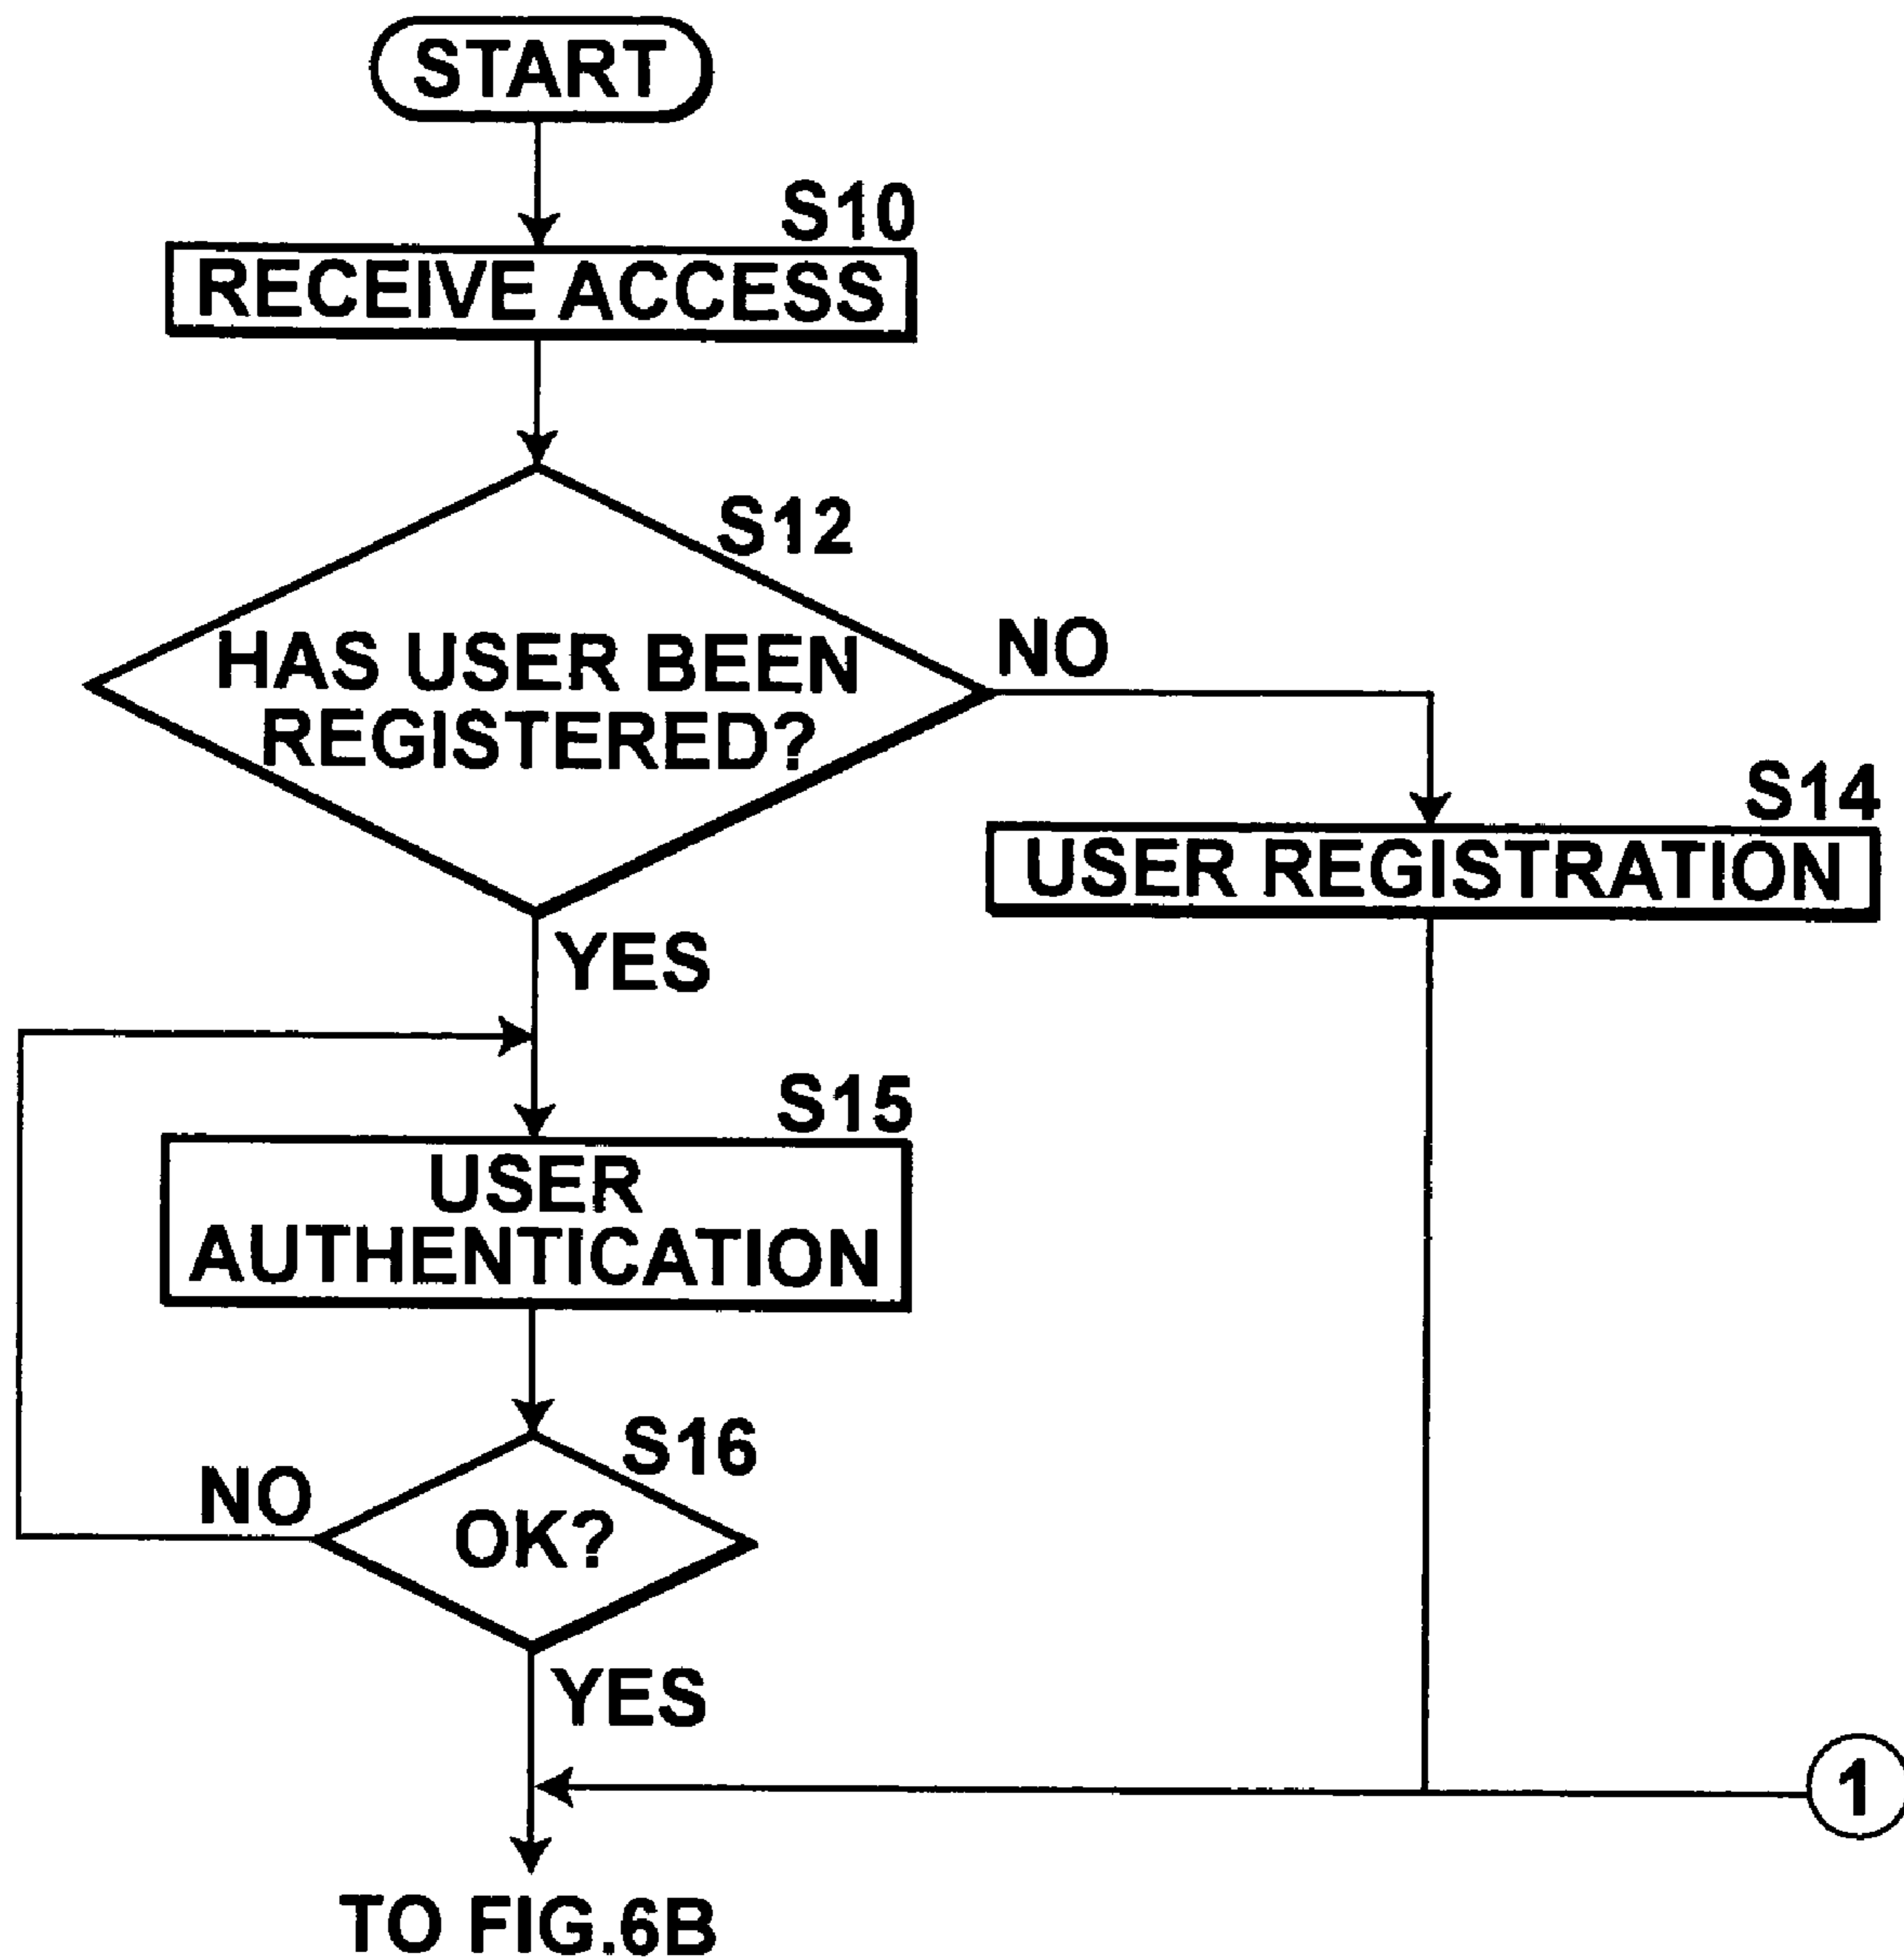 START
S10
RECEIVE ACCESS
S12
HAS USER BEEN
REGISTERED?
NO
S14
USER REGISTRATION
YES
S15
USER
AUTHENTICATION
S16
NO
OK?
YES
1
TO FIG.6B